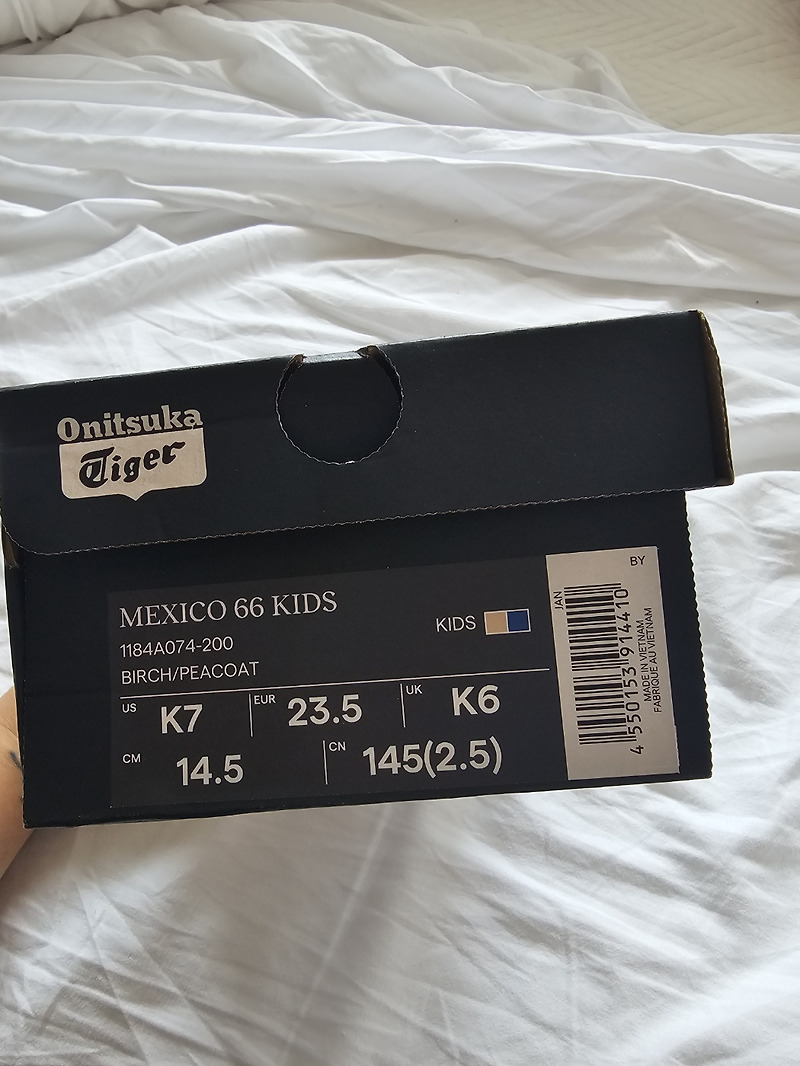 Onitsuka
Tiger
MEXICO 66 KIDS
1184A074-200
BIRCH/PEACOAT
KIDS
US K7
EUR 23.5
UK K6
CM 14.5
CN 145(2.5)
BY
JAN
4 550153 914410
MADE IN VIETNAM
FABRIQUE AU VIETNAM